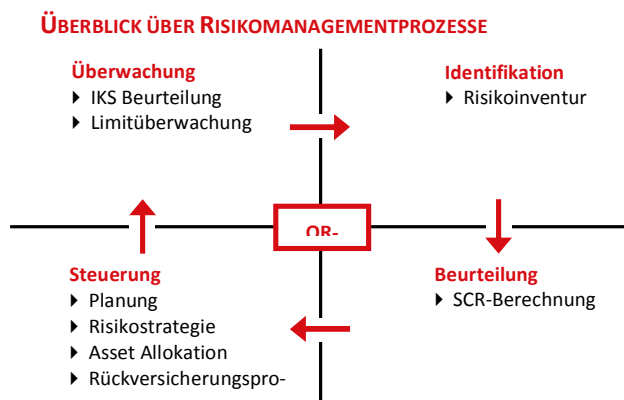 ÜBERBLICK ÜBER RISIKOMANAGEMENTPROZESSE
Überwachung
IKS Beurteilung
Limitüberwachung
Identifikation
Risikoinventur
OR-
Steuerung
Planung
Risikostrategie
Asset Allokation
Rückversicherungspro-
Beurteilung
SCR-Berechnung